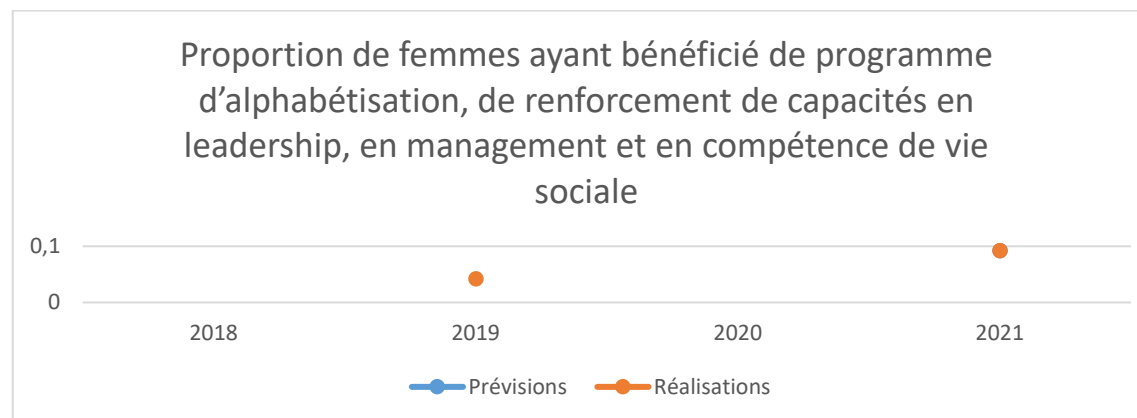 Proportion de femmes ayant bénéficié de programme
d’alphabétisation, de renforcement de capacités en
leadership, en management et en compétence de vie
sociale
0,1
0
2018 2019 2020 2021
Prévisions Réalisations